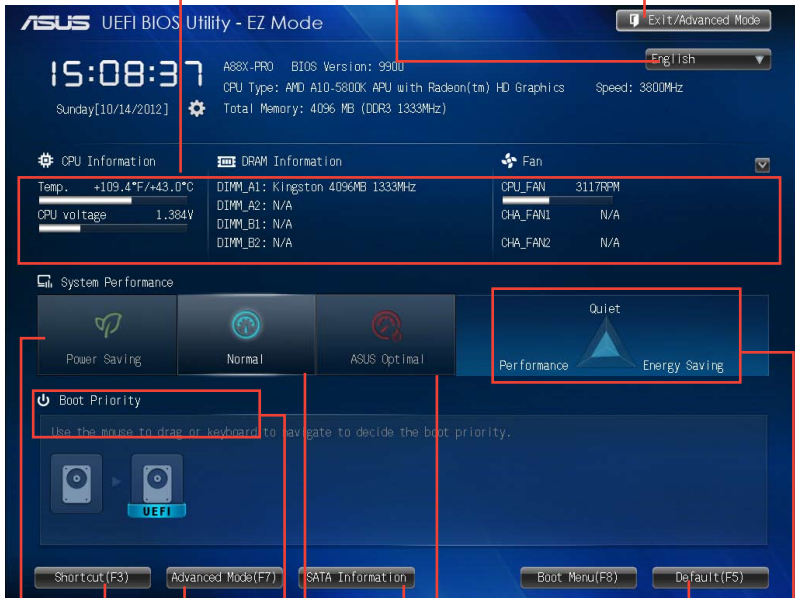 ASUS UEFI BIOS Utility - EZ Mode
Exit/Advanced Mode
English
15:08:37
Sunday[10/14/2012]
A88X-PRO BIOS Version: 9900
CPU Type: AMD A10-5800K APU with Radeon(tm) HD Graphics Speed: 3800MHz
Total Memory: 4096 MB (DDR3 1333MHz)
CPU Information
Temp. +109.4°F/+43.0°C
CPU voltage 1.384V
DRAM Information
DIMM_A1: Kingston 4096MB 1333MHz
DIMM_A2: N/A
DIMM_B1: N/A
DIMM_B2: N/A
Fan
CPU_FAN 3117RPM
CHA_FAN1 N/A
CHA_FAN2 N/A
System Performance
Power Saving
Normal
ASUS Optimal
Quiet
Performance
Energy Saving
Boot Priority
Use the mouse to drag or keyboard to navigate to decide the boot priority.
UEFI
Shortcut(F3)
Advanced Mode(F7)
SATA Information
Boot Menu(F8)
Default(F5)